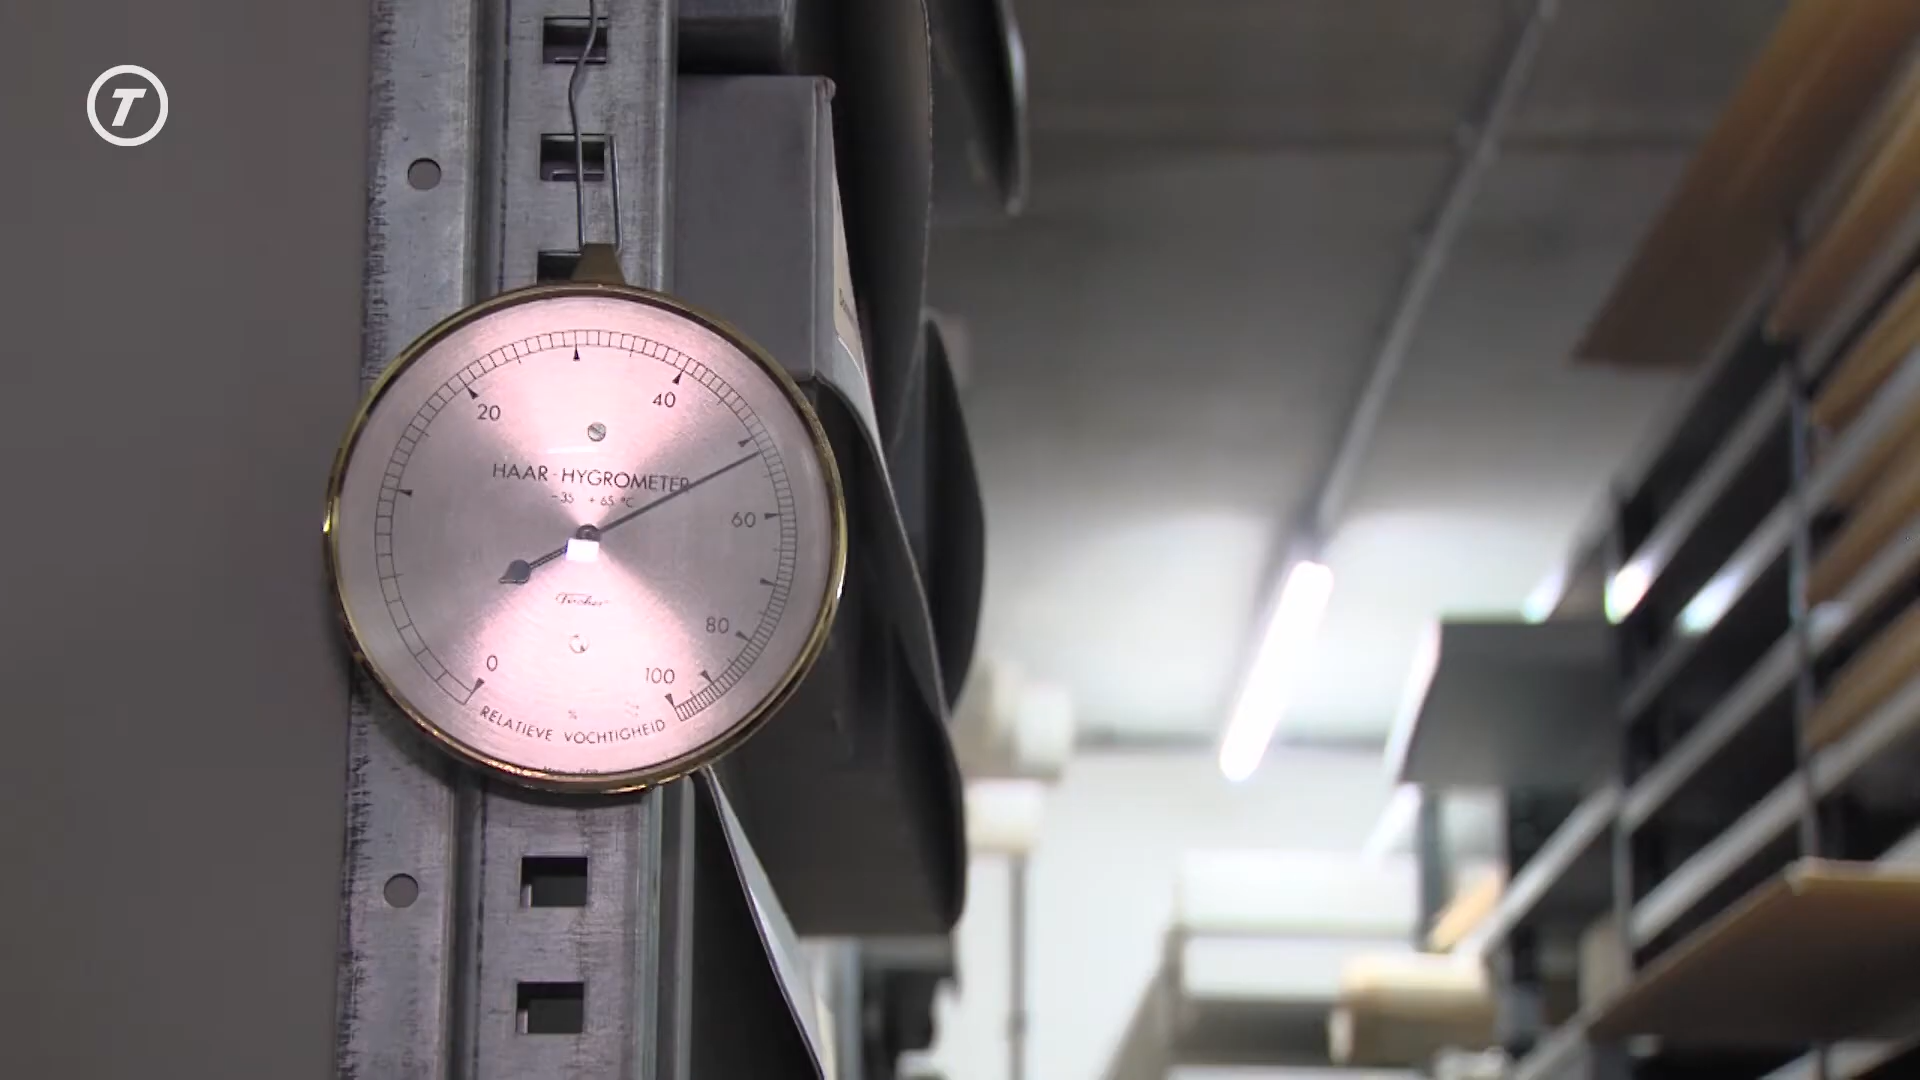 T
20
40
HAAR-HYGROMETER
-35 +65 °C
60
80
0
100
%
RELATIEVE VOCHTIGHEID